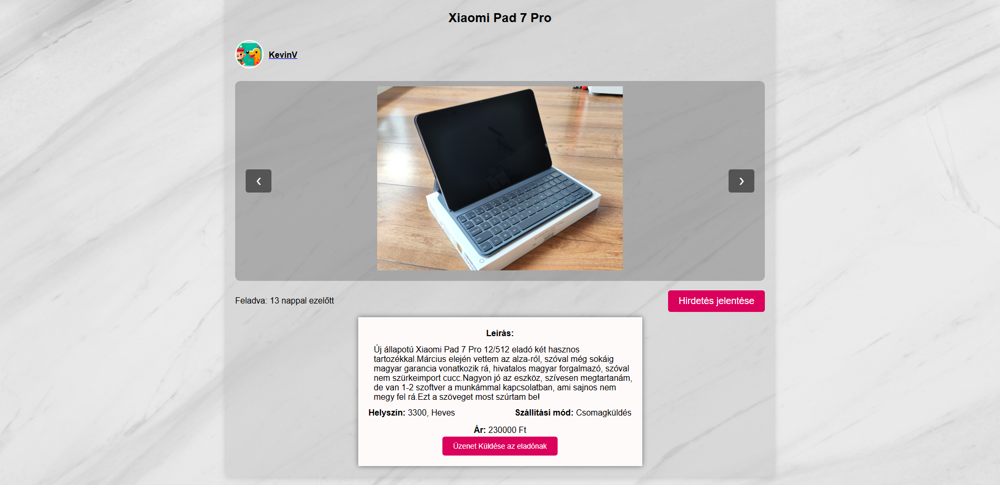 Xiaomi Pad 7 Pro
KevinV
‹
›
Feladva: 13 nappal ezelőtt
Hirdetés jelentése
Leírás:
Új állapotú Xiaomi Pad 7 Pro 12/512 eladó két hasznos
tartozékkal.Március elején vettem az alza-ról, szóval még sokáig
magyar garancia vonatkozik rá, hivatalos magyar forgalmazó, szóval
nem szürkeimport cucc.Nagyon jó az eszköz, szívesen megtartanám,
de van 1-2 szoftver a munkámmal kapcsolatban, ami sajnos nem
megy fel rá.Ezt a szöveget most szúrtam be!
Helyszín: 3300, Heves
Szállítási mód: Csomagküldés
Ár: 230000 Ft
Üzenet Küldése az eladónak